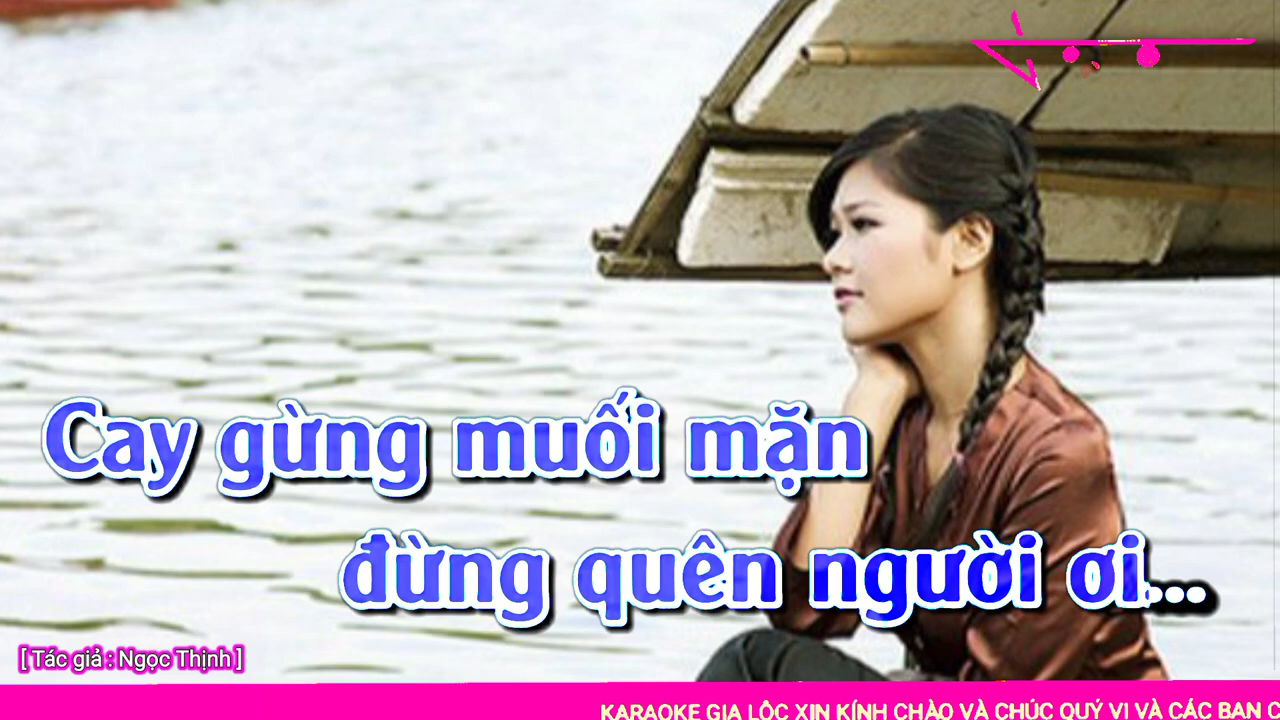 Cay gừng muối mặn
đừng quên người ơi...
[ Tác giả : Ngọc Thịnh ]
KARAOKE GIA LỘC XIN KÍNH CHÀO VÀ CHÚC QUÝ VỊ VÀ CÁC BẠN